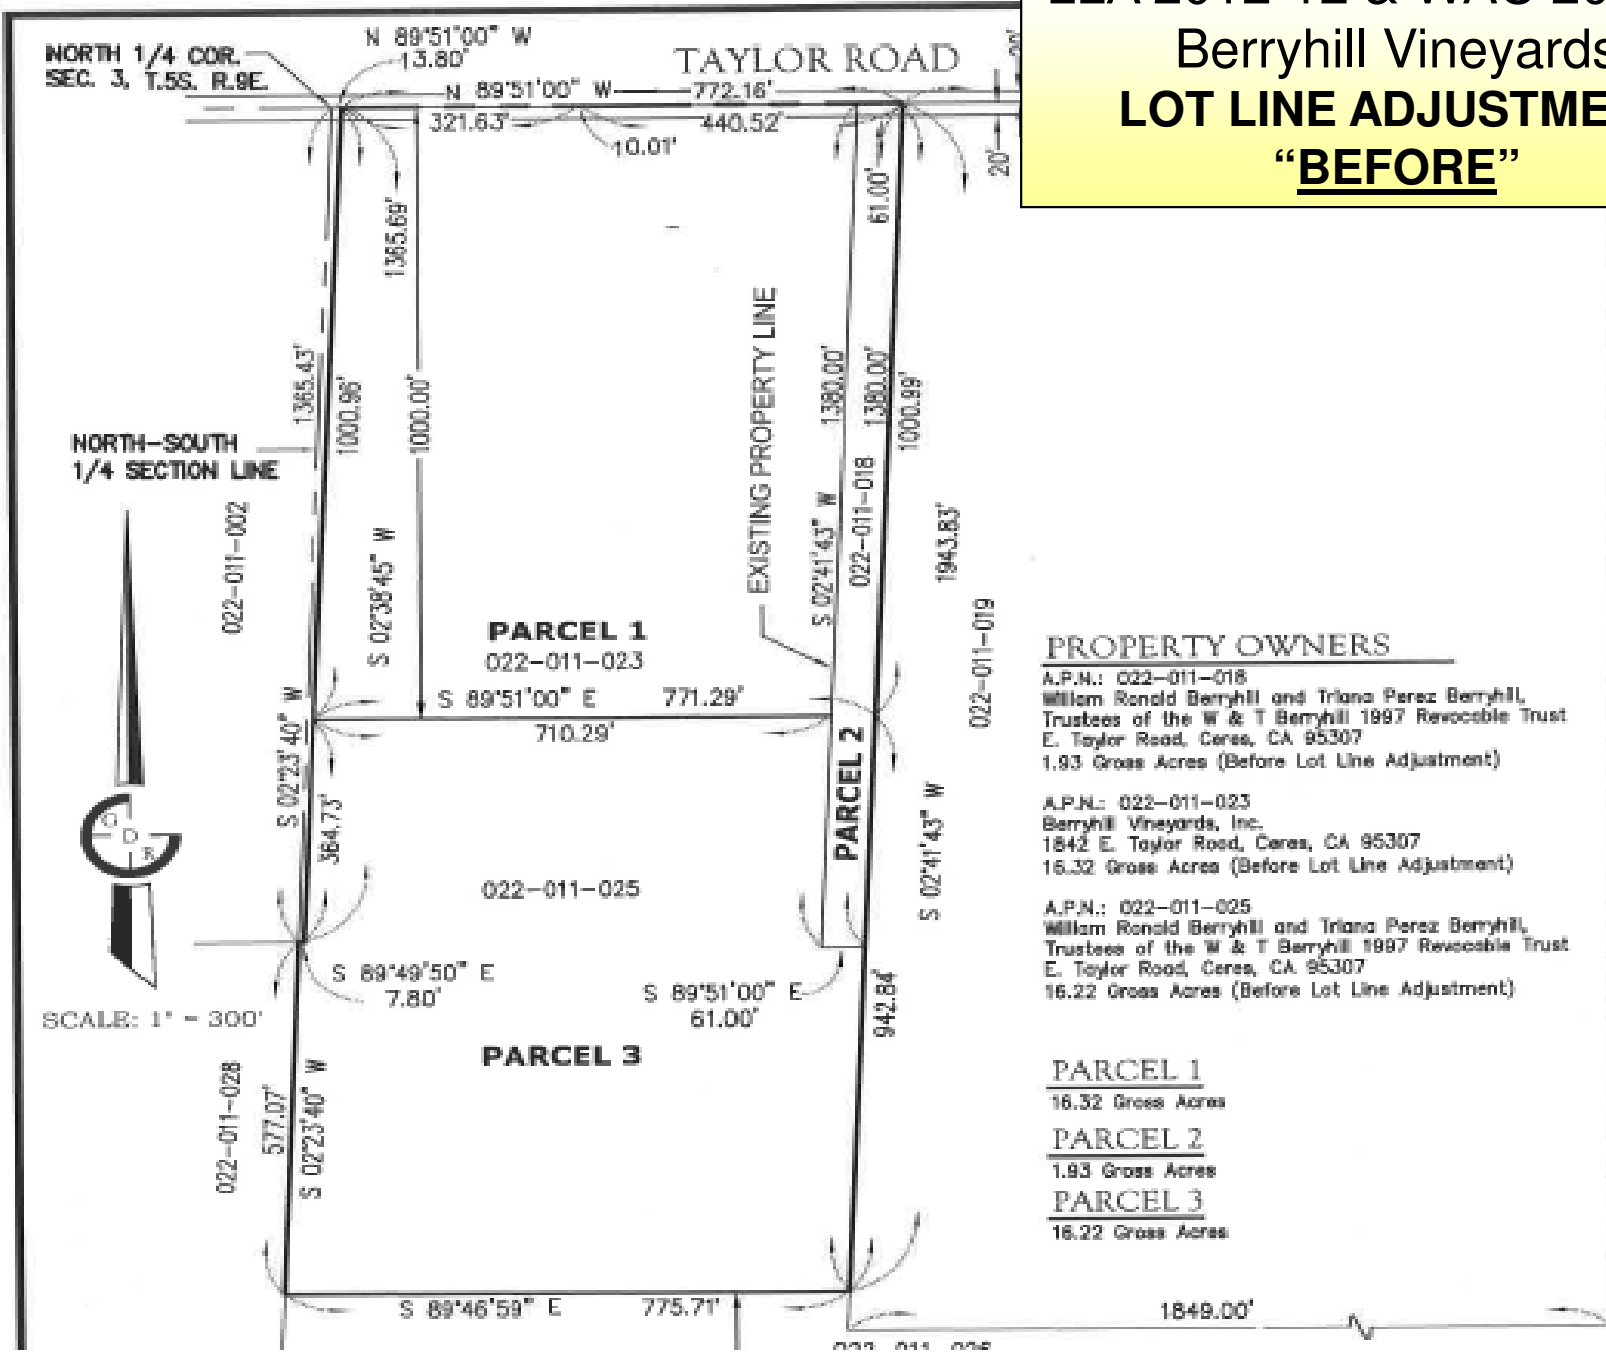 Berryhill Vineyards
LOT LINE ADJUSTME
“BEFORE”
NORTH 1/4 COR.
SEC. 3, T.5S. R.9E.
N 89°51'00" W
13.80'
TAYLOR ROAD
N 89°51'00" W
772.16'
321.63'
440.52'
10.01'
20'
20'
61.00'
1365.69'
1365.43'
1000.96'
1000.00'
EXISTING PROPERTY LINE
1380.00'
1380.00'
1000.99'
NORTH-SOUTH
1/4 SECTION LINE
022-011-002
S 02°38'45" W
S 02°41'43" W
022-011-018
1943.83'
022-011-019
PARCEL 1
022-011-023
S 89°51'00" E
771.29'
710.29'
S 02°23'40" W
364.73'
PARCEL 2
S 02°41'43" W
G
D
R
022-011-025
S 89°49'50" E
7.80'
S 89°51'00" E
61.00'
942.84'
SCALE: 1" = 300'
PARCEL 3
022-011-028
577.07'
S 02°23'40" W
S 89°46'59" E
775.71'
1849.00'
022-011-026
PROPERTY OWNERS
A.P.N.: 022-011-018
William Ronald Berryhill and Triana Perez Berryhill,
Trustees of the W & T Berryhill 1997 Revocable Trust
E. Taylor Road, Ceres, CA 95307
1.93 Gross Acres (Before Lot Line Adjustment)
A.P.N.: 022-011-023
Berryhill Vineyards, Inc.
1842 E. Taylor Road, Ceres, CA 95307
16.32 Gross Acres (Before Lot Line Adjustment)
A.P.N.: 022-011-025
William Ronald Berryhill and Triana Perez Berryhill,
Trustees of the W & T Berryhill 1997 Revocable Trust
E. Taylor Road, Ceres, CA 95307
16.22 Gross Acres (Before Lot Line Adjustment)
PARCEL 1
16.32 Gross Acres
PARCEL 2
1.93 Gross Acres
PARCEL 3
16.22 Gross Acres